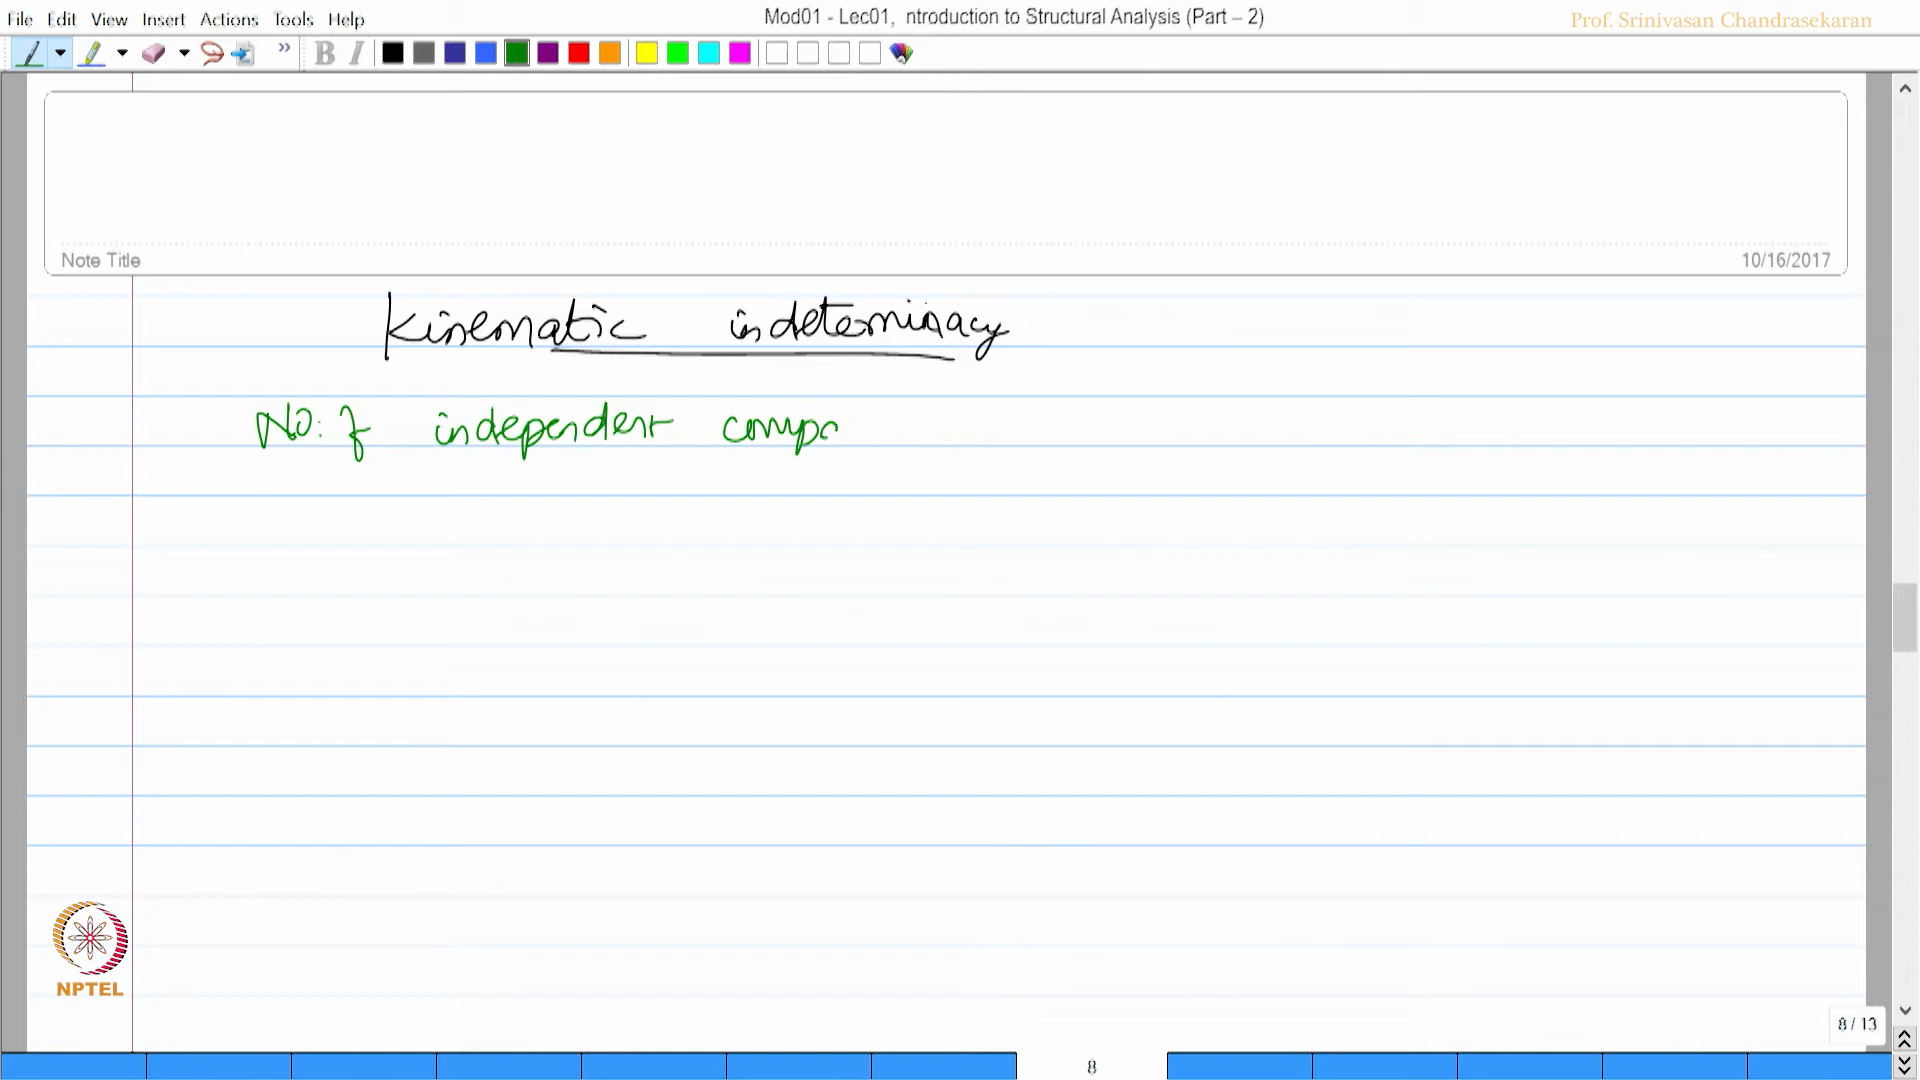 File Edit View Insert Actions Tools Help
Mod01 - Lec01, ntroduction to Structural Analysis (Part – 2)
Prof. Srinivasan Chandrasekaran
B I
Note Title
10/16/2017
Kinematic indeterminacy
No: of independent compo
NPTEL
8 / 13
8